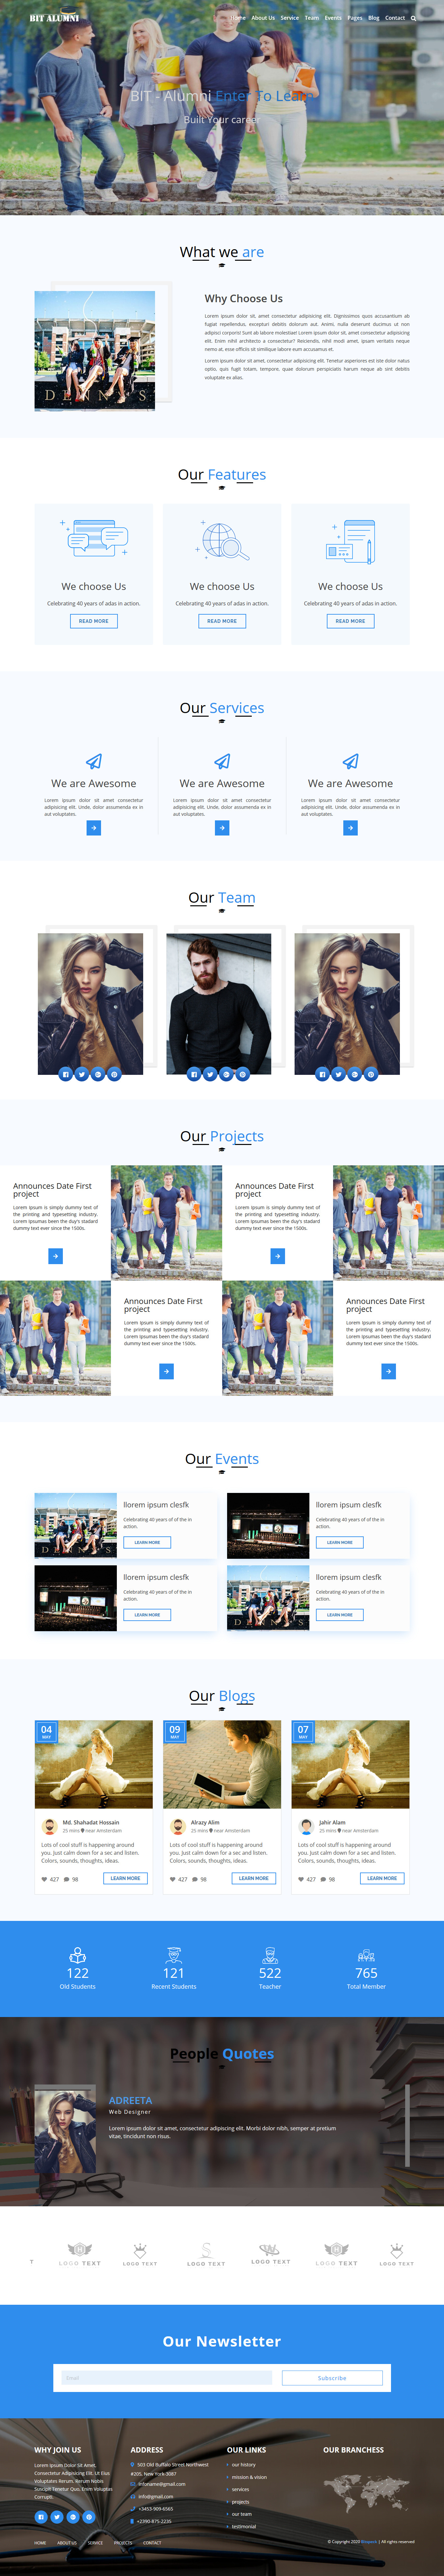 BIT ALUMNI
Home About Us Service Team Events Pages Blog Contact
BIT - Alumni Enter To Learn
Built Your career
What we are
Why Choose Us
Lorem ipsum dolor sit, amet consectetur adipisicing elit. Dignissimos quos accusantium ab
fugiat repellendus, excepturi debitis dolorum aut. Animi, nulla deserunt ducimus ut non
adipisci corporis! Sunt ab labore molestiae! Lorem ipsum dolor sit, amet consectetur adipisicing
elit. Enim nihil architecto a consectetur? Reiciendis, nihil modi amet, ipsam veritatis neque
nemo at, esse officiis sit similique labore eum accusamus et.
Lorem ipsum dolor sit amet, consectetur adipisicing elit. Tenetur asperiores est iste dolor natus
optio, quis fugit totam, tempore, quae dolorum perspiciatis harum neque ab sint debitis
voluptate ex alias.
DENNIS
Our Features
We choose Us We choose Us We choose Us
Celebrating 40 years of adas in action. Celebrating 40 years of adas in action. Celebrating 40 years of adas in action.
READ MORE READ MORE READ MORE
Our Services
We are Awesome We are Awesome We are Awesome
Lorem ipsum dolor sit amet consectetur Lorem ipsum dolor sit amet consectetur Lorem ipsum dolor sit amet consectetur
adipisicing elit. Unde, dolor assumenda ex in adipisicing elit. Unde, dolor assumenda ex in adipisicing elit. Unde, dolor assumenda ex in
aut voluptates. aut voluptates. aut voluptates.
Our Team
Our Projects
Announces Date First Announces Date First
project project
Lorem Ipsum is simply dummy text of Lorem Ipsum is simply dummy text of
the printing and typesetting industry. the printing and typesetting industry.
Lorem Ipsumas been the duy's stadard Lorem Ipsumas been the duy's stadard
dummy text ever since the 1500s. dummy text ever since the 1500s.
Announces Date First Announces Date First
project project
Lorem Ipsum is simply dummy text of Lorem Ipsum is simply dummy text of
the printing and typesetting industry. the printing and typesetting industry.
Lorem Ipsumas been the duy's stadard Lorem Ipsumas been the duy's stadard
dummy text ever since the 1500s. dummy text ever since the 1500s.
Our Events
llorem ipsum clesfk llorem ipsum clesfk
Celebrating 40 years of of the in Celebrating 40 years of of the in
action. action.
LEARN MORE LEARN MORE
DENNIS
llorem ipsum clesfk llorem ipsum clesfk
Celebrating 40 years of of the in Celebrating 40 years of of the in
action. action.
LEARN MORE LEARN MORE
DENNIS
Our Blogs
04 09 07
MAY MAY MAY
Md. Shahadat Hossain Alrazy Alim Jahir Alam
25 mins near Amsterdam 25 mins near Amsterdam 25 mins near Amsterdam
Lots of cool stuff is happening around Lots of cool stuff is happening around Lots of cool stuff is happening around
you. Just calm down for a sec and listen. you. Just calm down for a sec and listen. you. Just calm down for a sec and listen.
Colors, sounds, thoughts, ideas. Colors, sounds, thoughts, ideas. Colors, sounds, thoughts, ideas.
427 98 LEARN MORE 427 98 LEARN MORE 427 98 LEARN MORE
122 121 522 765
Old Students Recent Students Teacher Total Member
People Quotes
ADREETA
Web Designer
Lorem ipsum dolor sit amet, consectetur adipiscing elit. Morbi dolor nibh, semper at pretium
vitae, tincidunt non risus.
T LOGO TEXT LOGO TEXT LOGO TEXT LOGO TEXT LOGO TEXT LOGO TEXT
Our Newsletter
Email Subscribe
WHY JOIN US ADDRESS OUR LINKS OUR BRANCHESS
Lorem Ipsum Dolor Sit Amet,
Consectetur Adipisicing Elit. Ut Eius
Voluptates Rerum. Rerum Nobis
Suscipit Tenetur Quo, Enim Voluptas
Corrupti.
503 Old Buffalo Street Northwest
#205, New York-3087
infoname@gmail.com
info@gmail.com
+3453-909-6565
+2390-875-2235
our history
mission & vision
services
projects
our team
testimonial
HOME ABOUT US SERVICE PROJECTS CONTACT